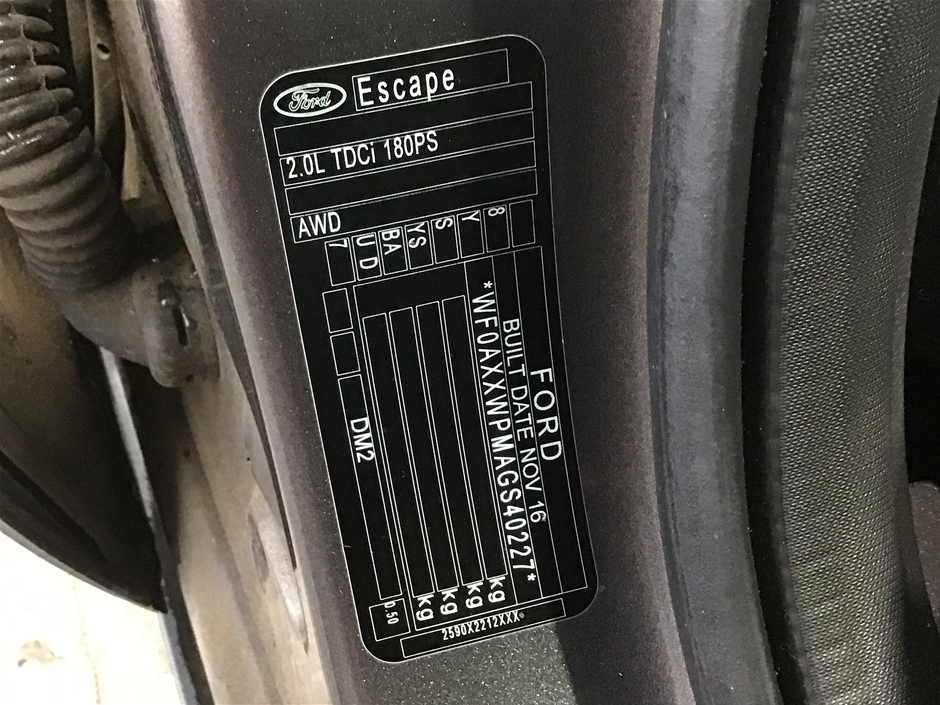 Ford
Escape
2.0L TDCi 180PS
AWD
7
U D
BA
YS
S
Y
8
FORD
BUILT DATE NOV 16
*WF0AXXWPMAGS40227*
kg
kg
kg
kg
DM2
0.50
2590X2212XXX